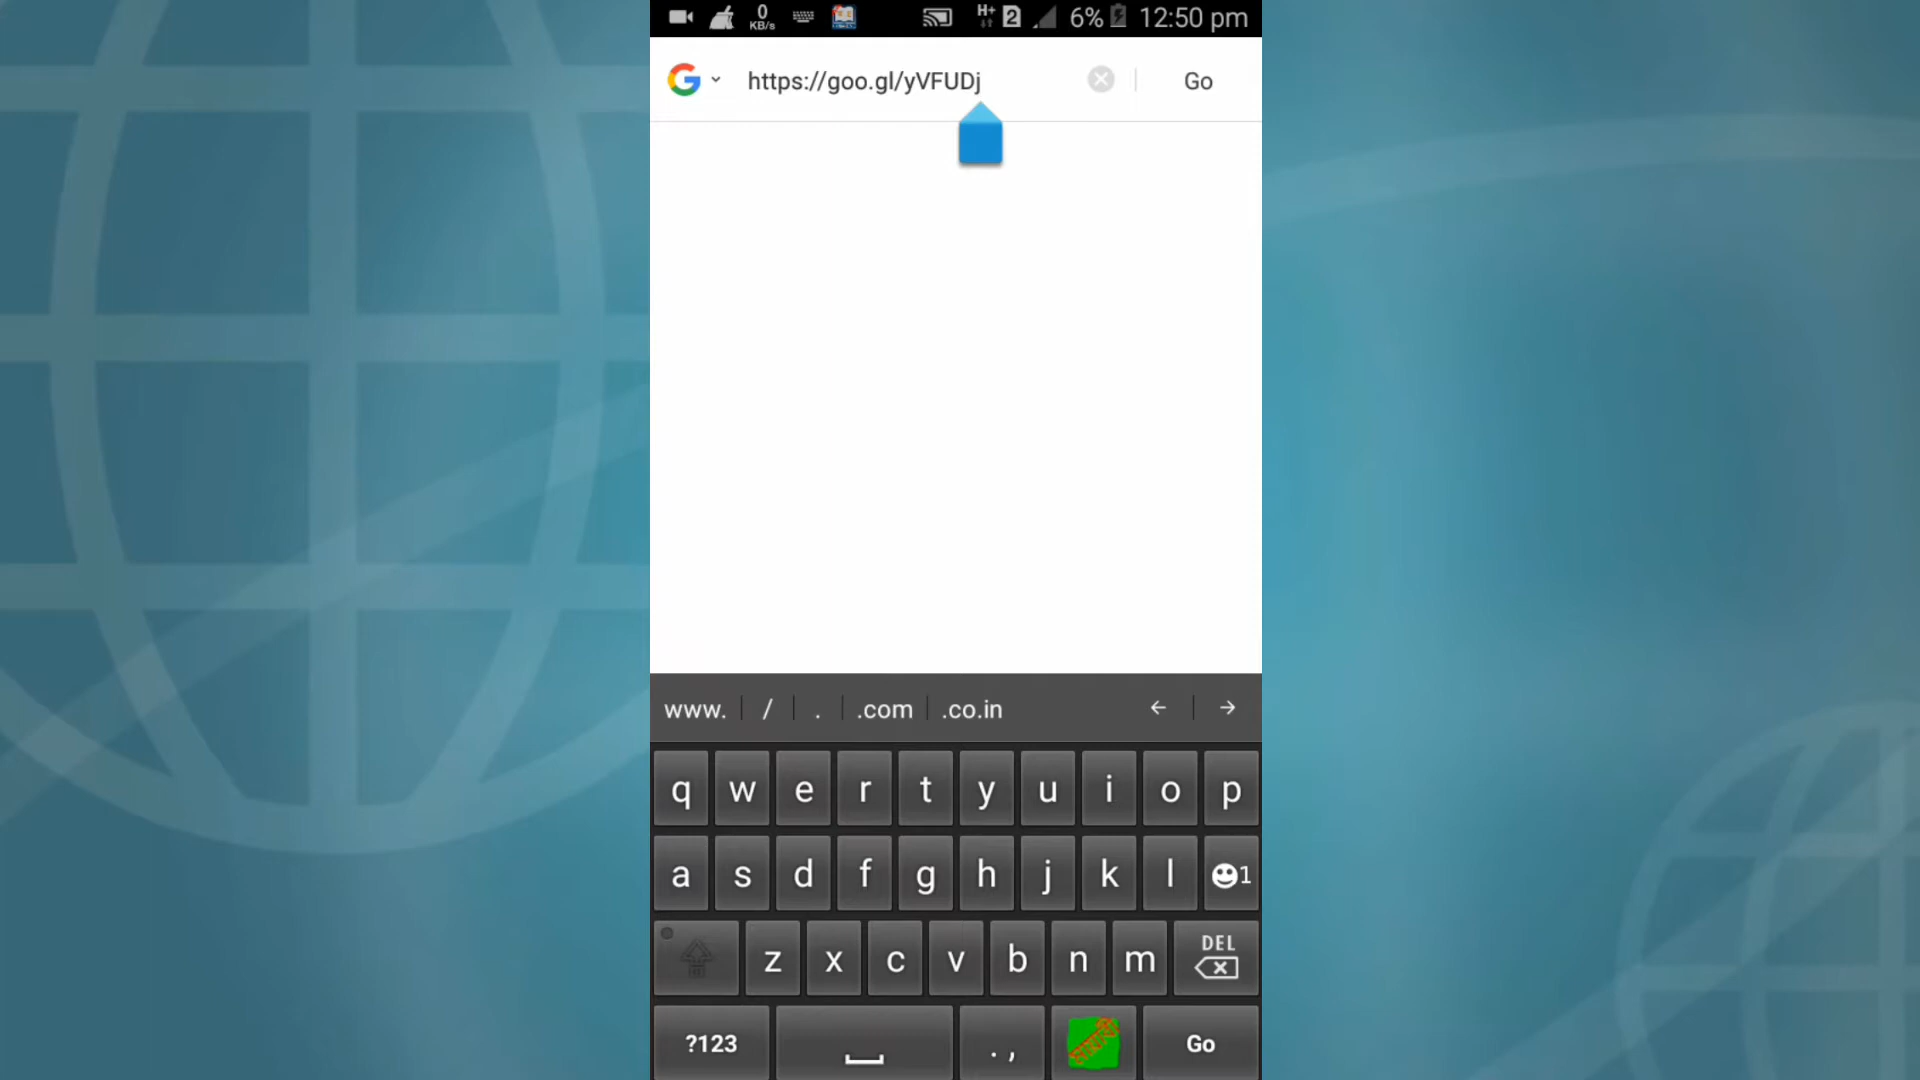 0
KB/s
H+ 2 6% 12:50 pm
https://goo.gl/yVFUDj
Go
www. / . .com .co.in ← →
q w e r t y u i o p
a s d f g h j k l 1
z x c v b n m DEL
?123 . , Go